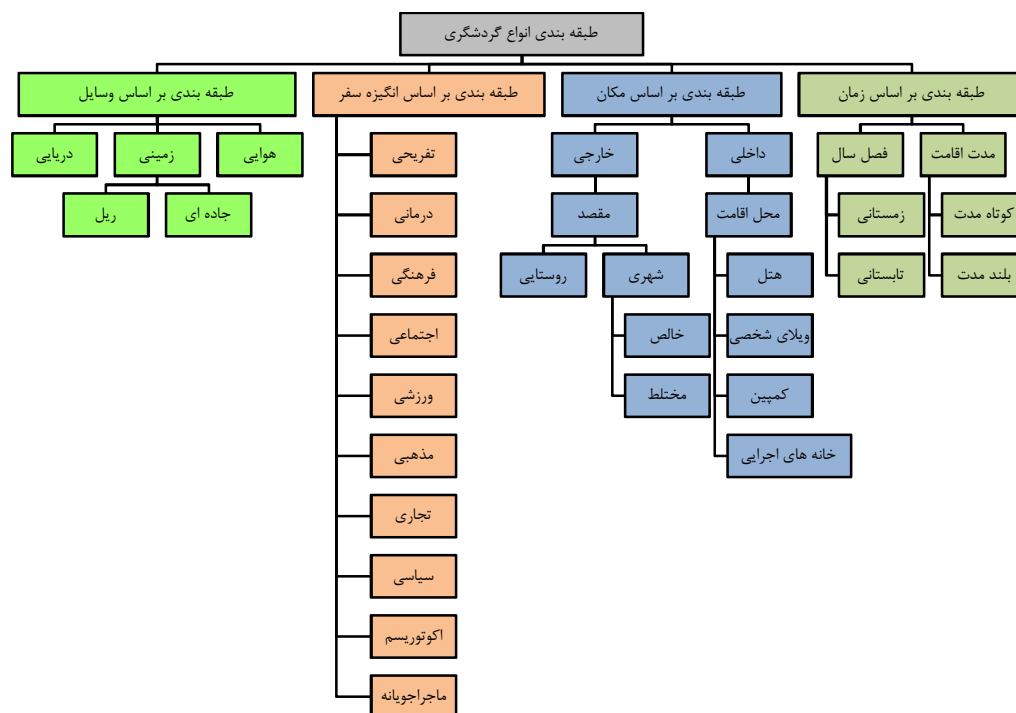 طبقه بندی انواع گردشگری
طبقه بندی بر اساس زمان
طبقه بندی بر اساس مکان
طبقه بندی بر اساس انگیزه سفر
طبقه بندی بر اساس وسایل
مدت اقامت
فصل سال
داخلی
خارجی
تفریحی
هوایی
زمینی
دریایی
کوتاه مدت
زمستانی
محل اقامت
مقصد
درمانی
جاده ای
ریل
بلند مدت
تابستانی
هتل
شهری
روستایی
فرهنگی
ویلای شخصی
خالص
اجتماعی
کمپین
مختلط
ورزشی
خانه های اجرایی
مذهبی
تجاری
سیاسی
اکوتوریسم
ماجراجویانه